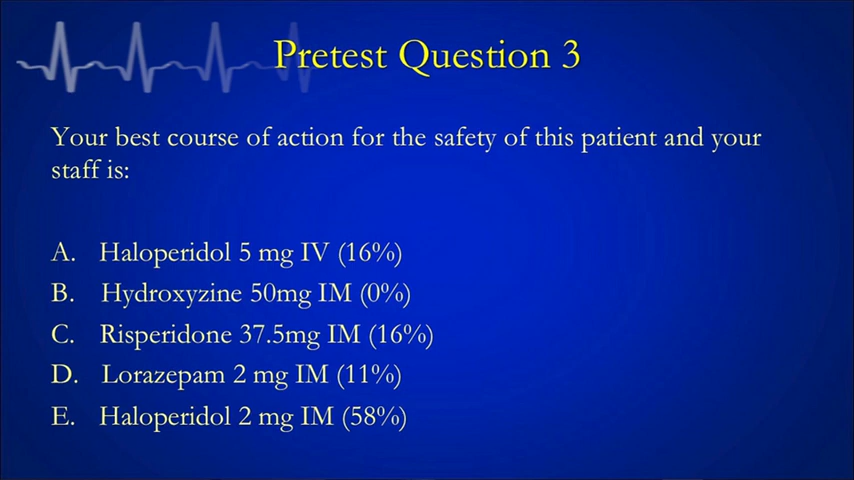 Pretest Question 3
Your best course of action for the safety of this patient and your
staff is:
A. Haloperidol 5 mg IV (16%)
B. Hydroxyzine 50mg IM (0%)
C. Risperidone 37.5mg IM (16%)
D. Lorazepam 2 mg IM (11%)
E. Haloperidol 2 mg IM (58%)